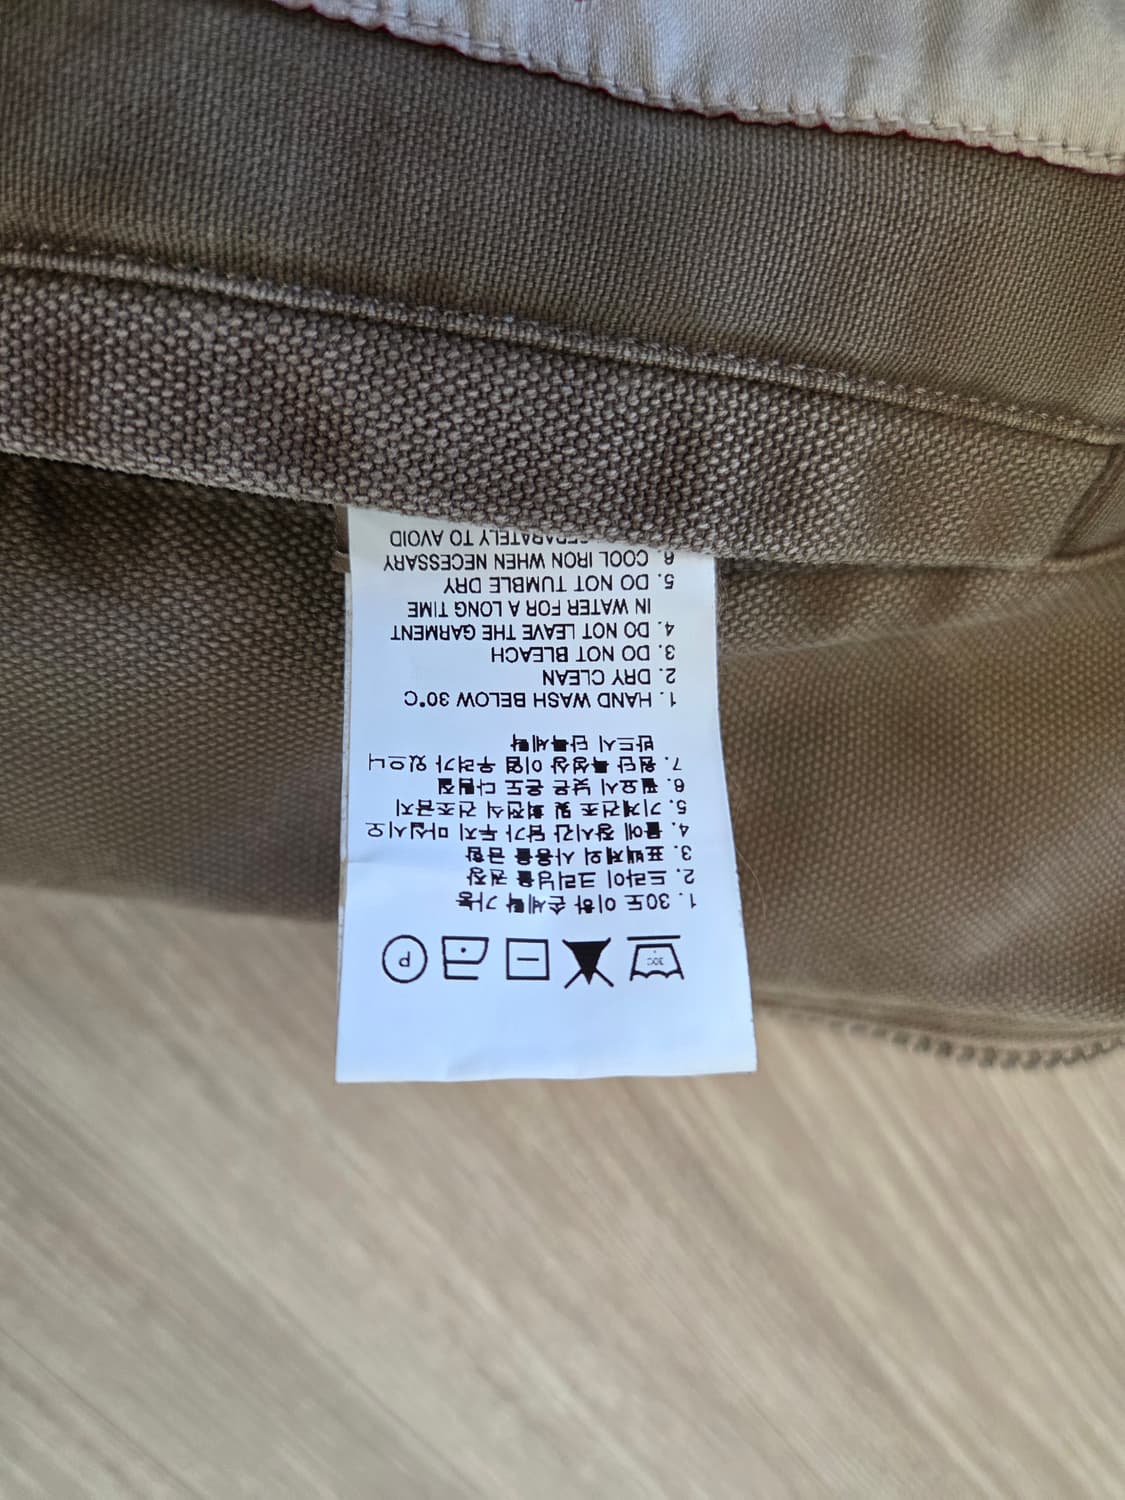 30C
P
1. 30도 이하 손세탁 가능
2. 드라이 크리닝을 권장
3. 표백제의 사용을 금함
4. 물에 장시간 담가 두지 마십시오
5. 기계건조 및 회전식 건조금지
6. 필요시 낮은 온도 다림질
7. 원단 특성상 이염 우려가 있으니
반드시 단독세탁
1. HAND WASH BELOW 30°C
2. DRY CLEAN
3. DO NOT BLEACH
4. DO NOT LEAVE THE GARMENT
IN WATER FOR A LONG TIME
5. DO NOT TUMBLE DRY
6. COOL IRON WHEN NECESSARY
SEPARATELY TO AVOID